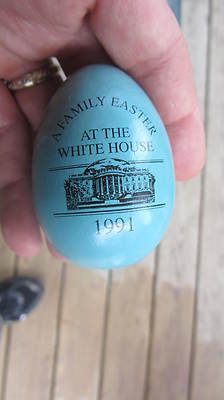 A FAMILY EASTER
AT THE
WHITE HOUSE
1991